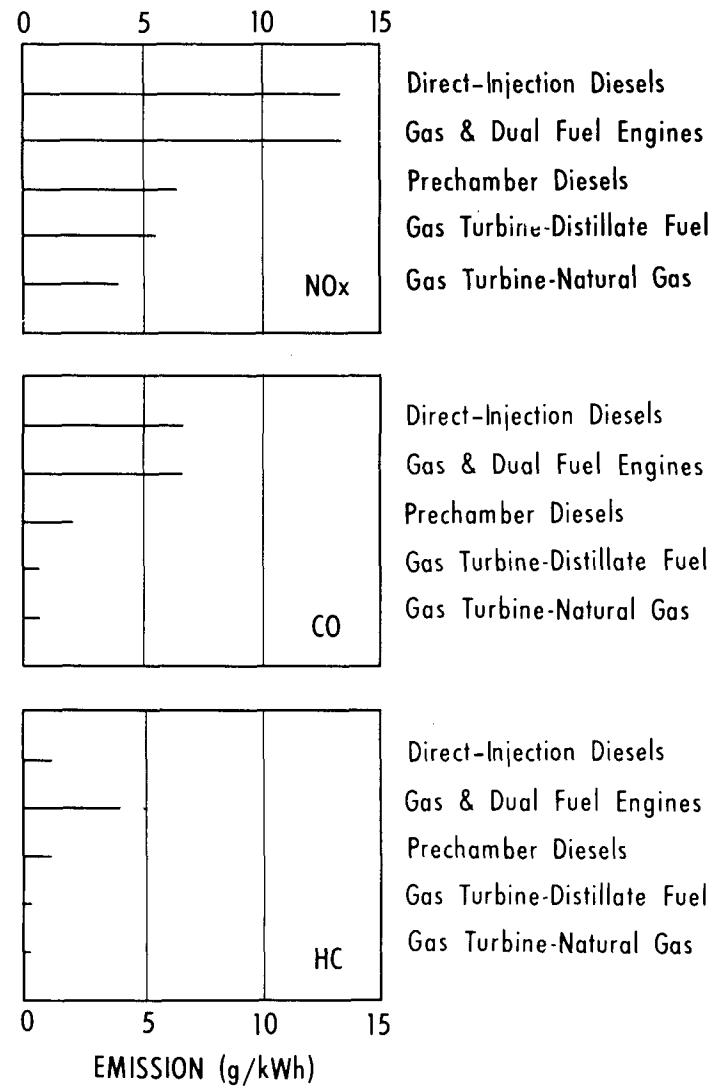 0 5 10 15
Direct-Injection Diesels
Gas & Dual Fuel Engines
Prechamber Diesels
Gas Turbine-Distillate Fuel
Gas Turbine-Natural Gas
NOx
Direct-Injection Diesels
Gas & Dual Fuel Engines
Prechamber Diesels
Gas Turbine-Distillate Fuel
Gas Turbine-Natural Gas
CO
Direct-Injection Diesels
Gas & Dual Fuel Engines
Prechamber Diesels
Gas Turbine-Distillate Fuel
Gas Turbine-Natural Gas
HC
0 5 10 15
EMISSION (g/kWh)